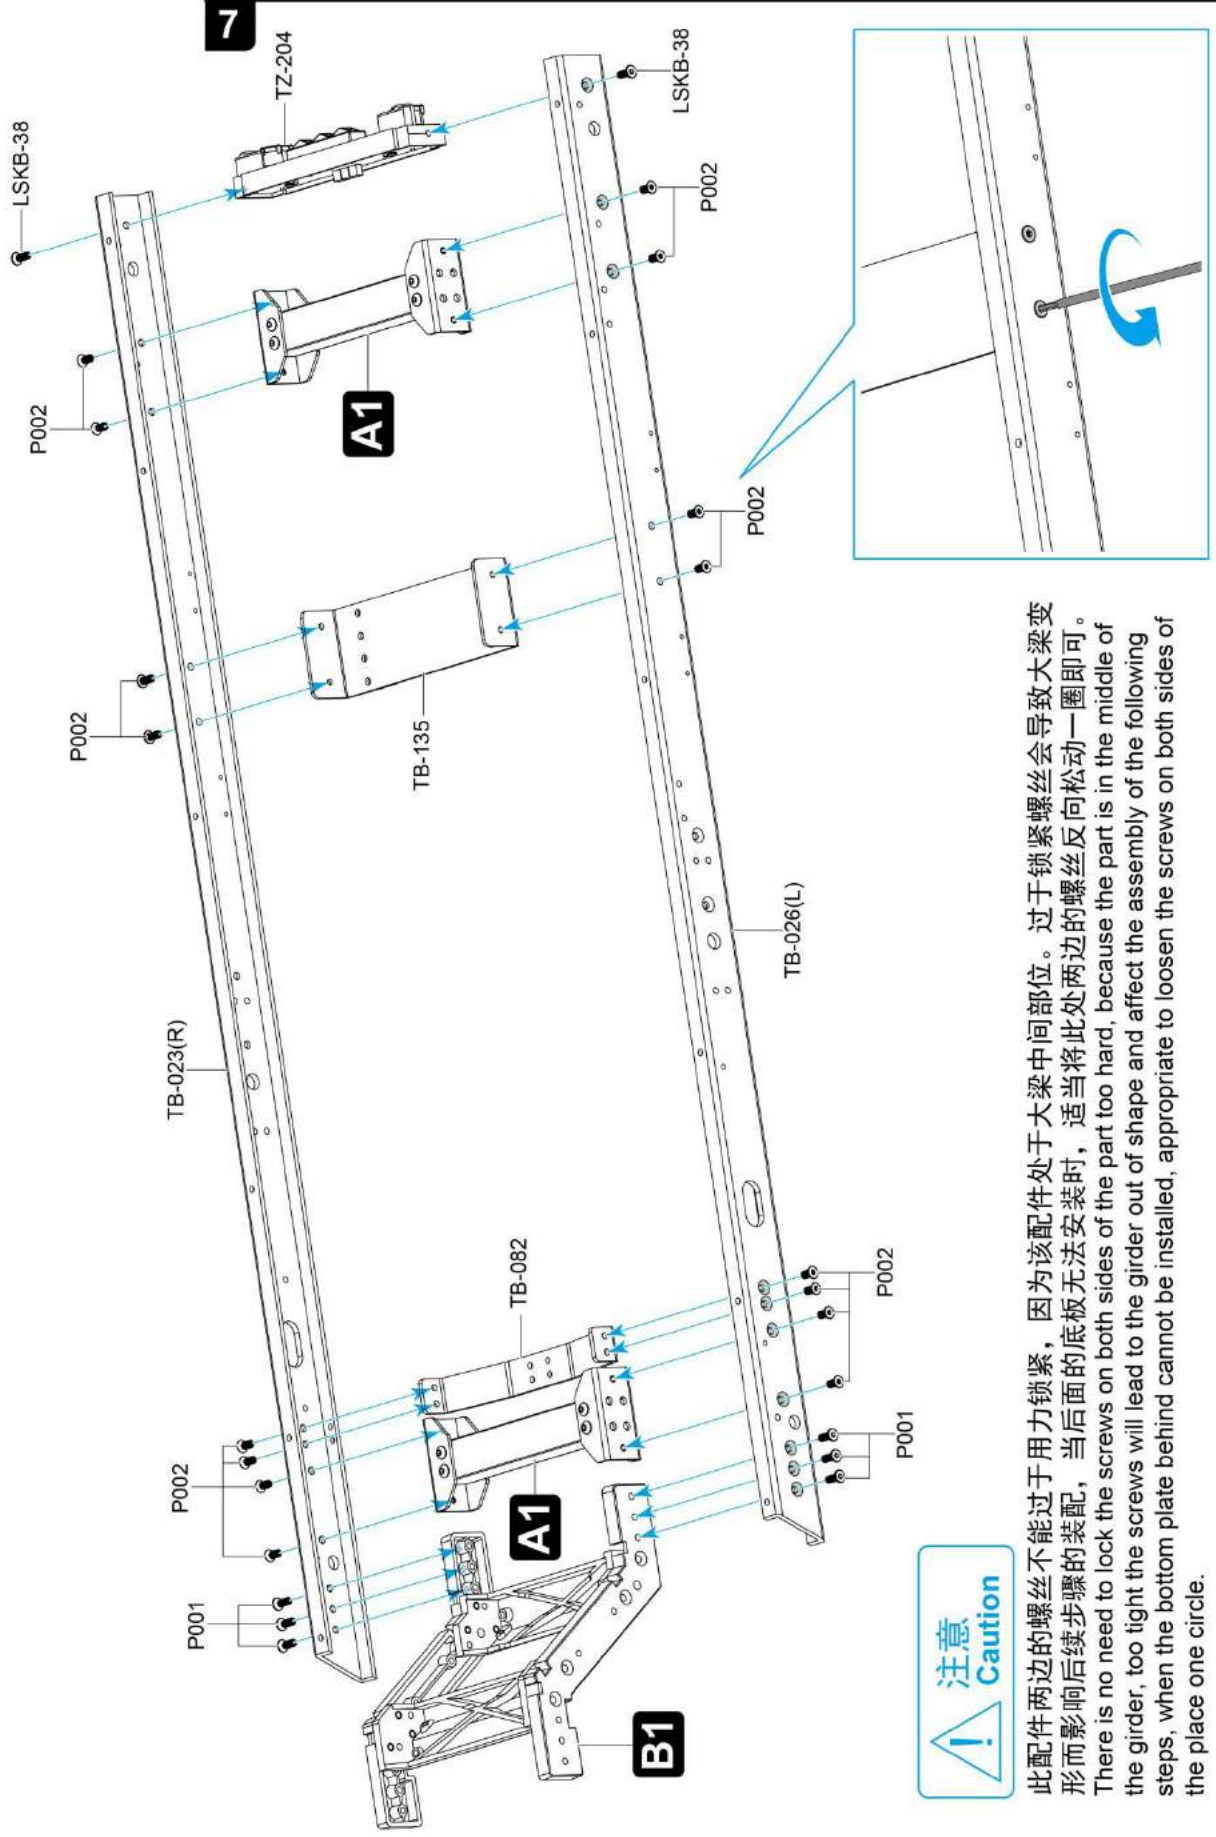 7
LSKB-38
P002
P002
TB-023(R)
P002
P001
TZ-204
A1
TB-135
TB-082
A1
B1
LSKB-38
P002
P002
TB-026(L)
P002
P001
注意
Caution
此配件两边的螺丝不能过于用力锁紧，因为该配件处于大梁中间部位。过于锁紧螺丝会导致大梁变
形而影响后续步骤的装配，当后面的底板无法安装时，适当将此处两边的螺丝反向松动一圈即可。
There is no need to lock the screws on both sides of the part too hard, because the part is in the middle of
the girder, too tight the screws will lead to the girder out of shape and affect the assembly of the following
steps, when the bottom plate behind cannot be installed, appropriate to loosen the screws on both sides of
the place one circle.